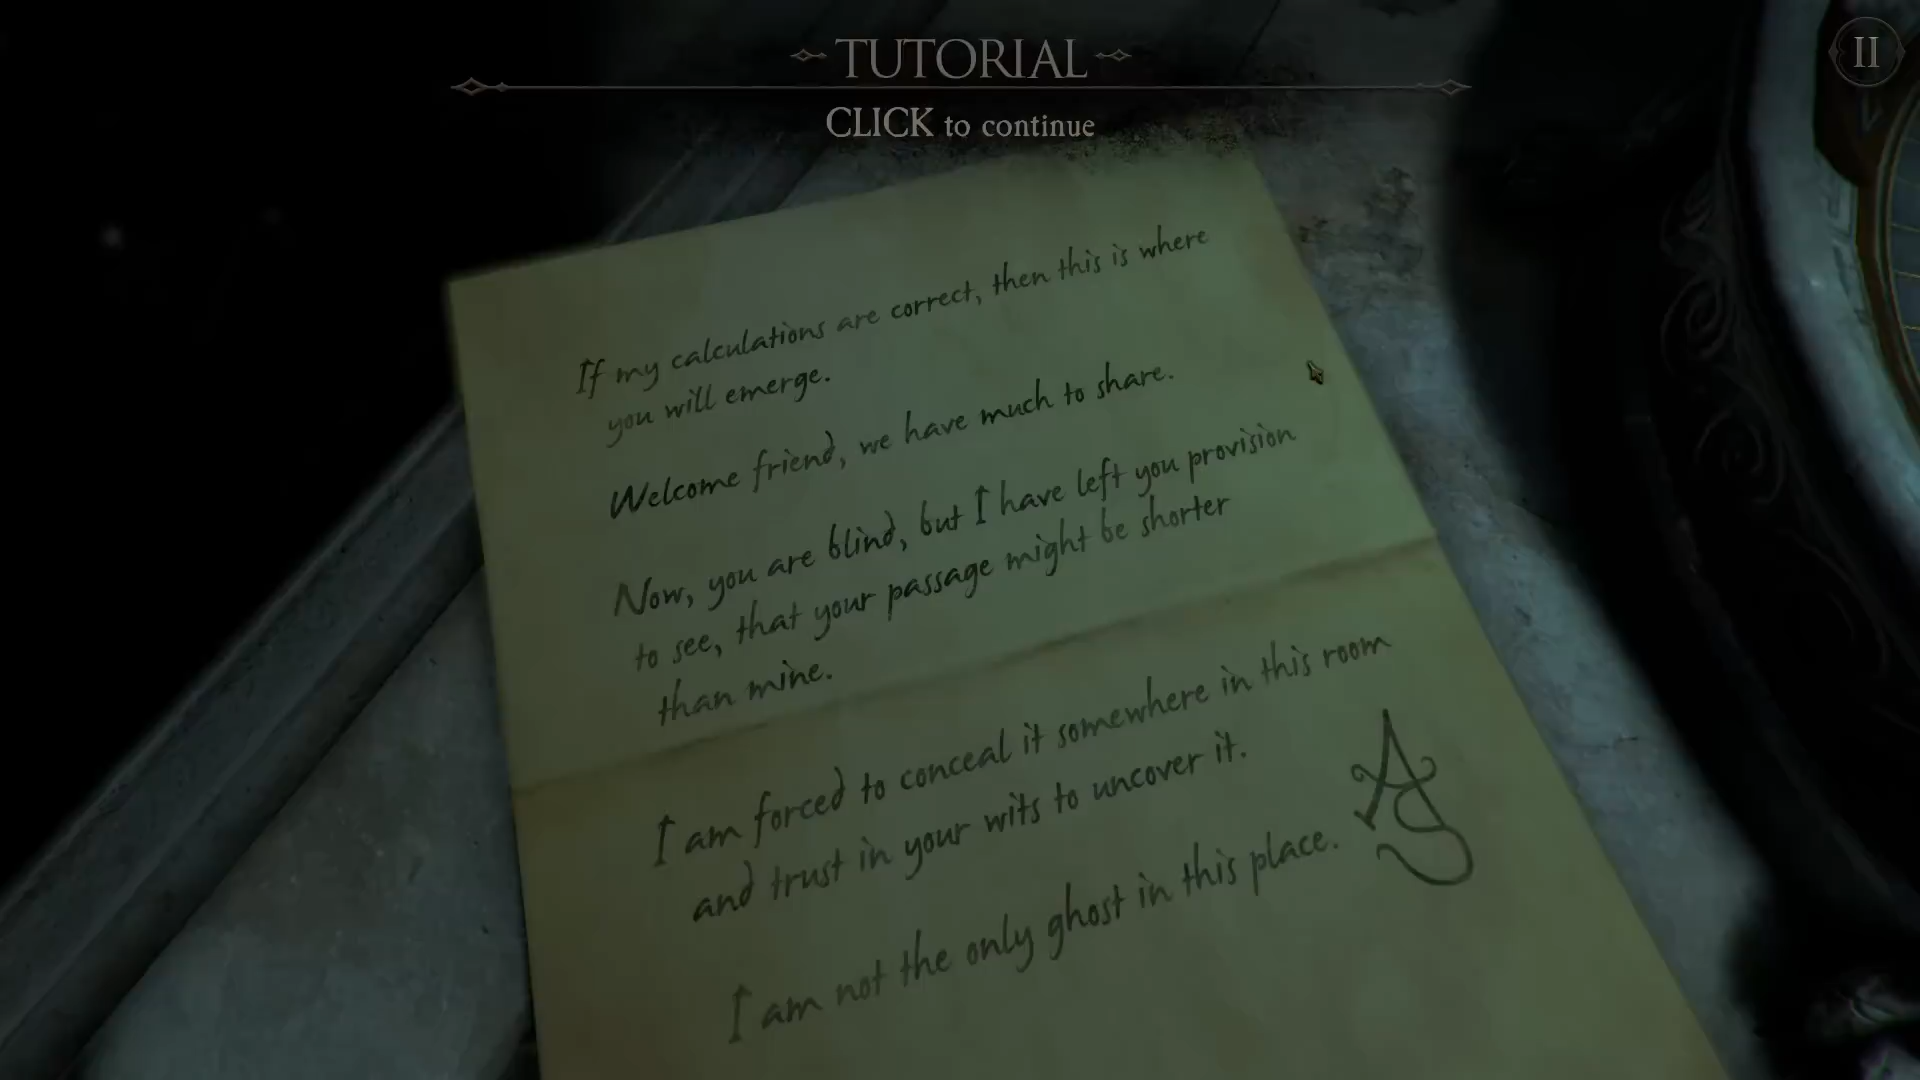 TUTORIAL
CLICK to continue
II
If my calculations are correct, then this is where
you will emerge.
Welcome friend, we have much to share.
Now, you are blind, but I have left you provision
to see, that your passage might be shorter
than mine.
I am forced to conceal it somewhere in this room
and trust in your wits to uncover it.
I am not the only ghost in this place.
AS